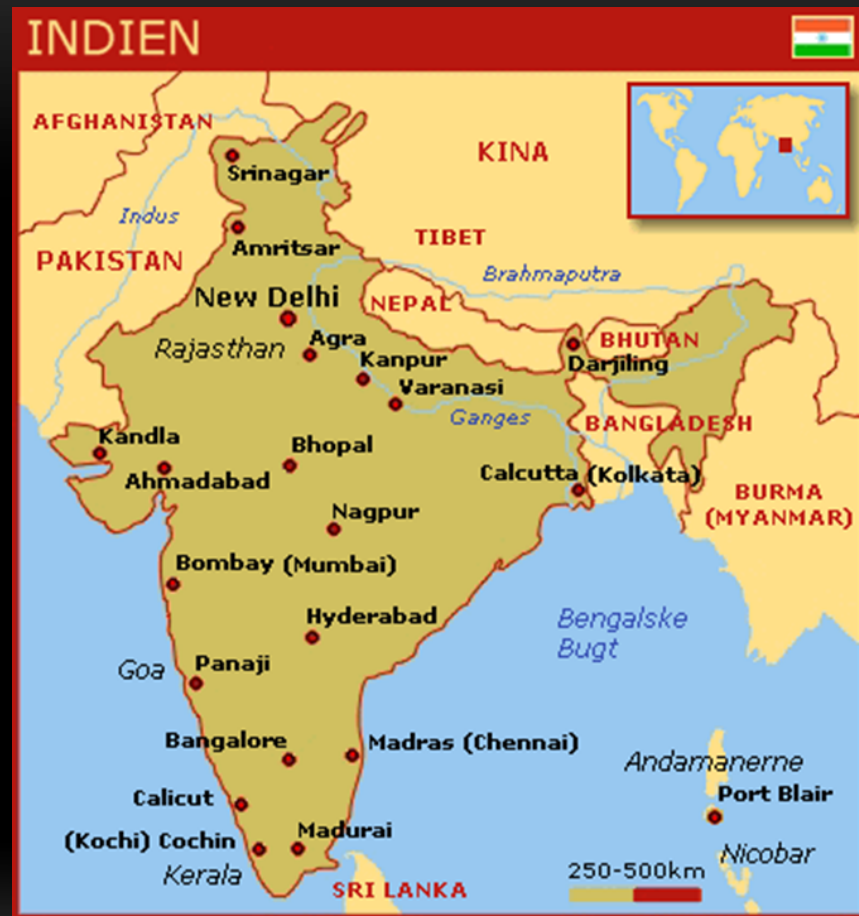 INDIEN
AFGHANISTAN
KINA
Srinagar
Indus
Amritsar
TIBET
PAKISTAN
Brahmaputra
New Delhi
NEPAL
Rajasthan
Agra
BHUTAN
Kanpur
Darjiling
Varanasi
Ganges
BANGLADESH
Kandla
Bhopal
Ahmadabad
Calcutta (Kolkata)
BURMA
(MYANMAR)
Nagpur
Bombay (Mumbai)
Hyderabad
Bengalske
Bugt
Goa
Panaji
Bangalore
Madras (Chennai)
Andamanerne
Calicut
Port Blair
Madurai
(Kochi) Cochin
Nicobar
Kerala
250-500km
SRI LANKA